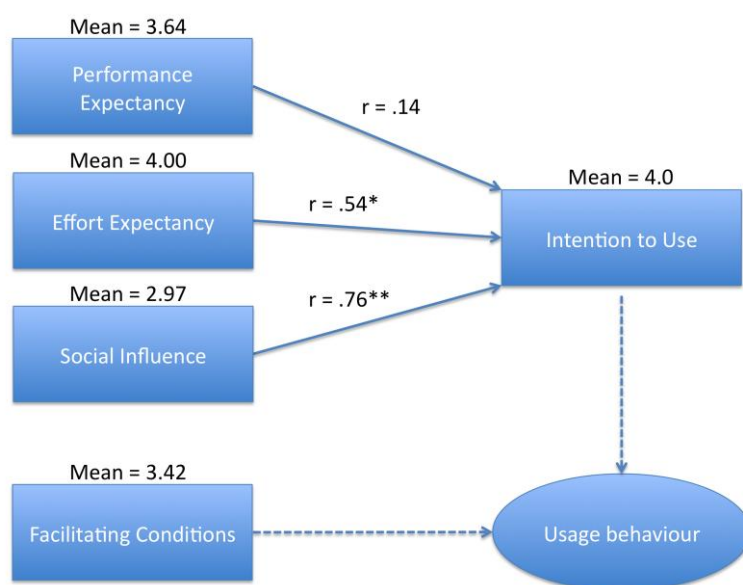 Mean = 3.64
Performance
Expectancy
r = .14
Mean = 4.00
Effort Expectancy
r = .54*
Mean = 4.0
Intention to Use
Mean = 2.97
Social Influence
r = .76**
Mean = 3.42
Facilitating Conditions
Usage behaviour